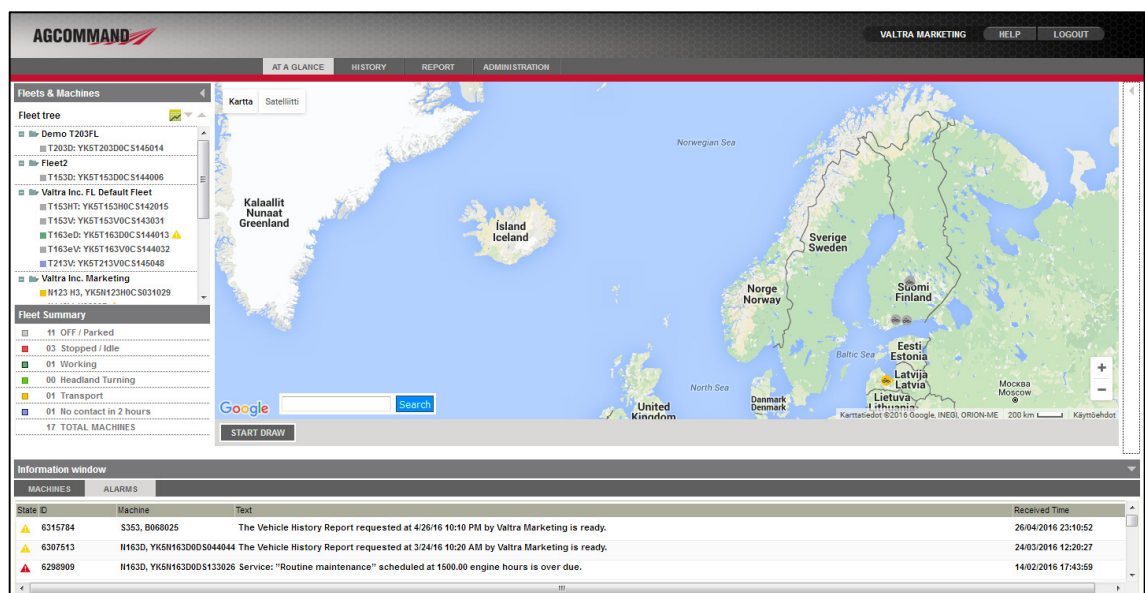 AGCOMMAND
VALTRA MARKETING HELP LOGOUT
AT A GLANCE HISTORY REPORT ADMINISTRATION
Fleets & Machines
Fleet tree
Demo T203FL
T203D: YK5T203D0CS145014
Fleet2
T153D: YK5T153D0CS144006
Valtra Inc. FL Default Fleet
T153HT: YK5T153H0CS142015
T153V: YK5T153V0CS143031
T163eD: YK5T163D0CS144013
T163eV: YK5T163V0CS144032
T213V: YK5T213V0CS145048
Valtra Inc. Marketing
N123 H3, YK5N123H0CS031029
Fleet Summary
11 OFF / Parked
03 Stopped / Idle
01 Working
00 Headland Turning
01 Transport
01 No contact in 2 hours
17 TOTAL MACHINES
Kartta Satelliitti
Norwegian Sea
Kalaallit
Nunaat
Greenland
Ísland
Iceland
Sverige
Sweden
Norge
Norway
Suomi
Finland
Eesti
Estonia
Baltic Sea
Latvija
Latvia
Москва
Moscow
North Sea
Danmark
Denmark
Lietuva
Lithuania
United
Kingdom
+
−
Google Search
Karttatiedot ©2016 Google, INEGI, ORION-ME 200 km Käyttöehdot
START DRAW
Information window
MACHINES ALARMS
State ID Machine Text Received Time
6315784 S353, B068025 The Vehicle History Report requested at 4/26/16 10:10 PM by Valtra Marketing is ready. 26/04/2016 23:10:52
6307513 N163D, YK5N163D0DS044044 The Vehicle History Report requested at 3/24/16 10:20 AM by Valtra Marketing is ready. 24/03/2016 12:20:27
6298909 N163D, YK5N163D0DS133026 Service: "Routine maintenance" scheduled at 1500.00 engine hours is over due. 14/02/2016 17:43:59